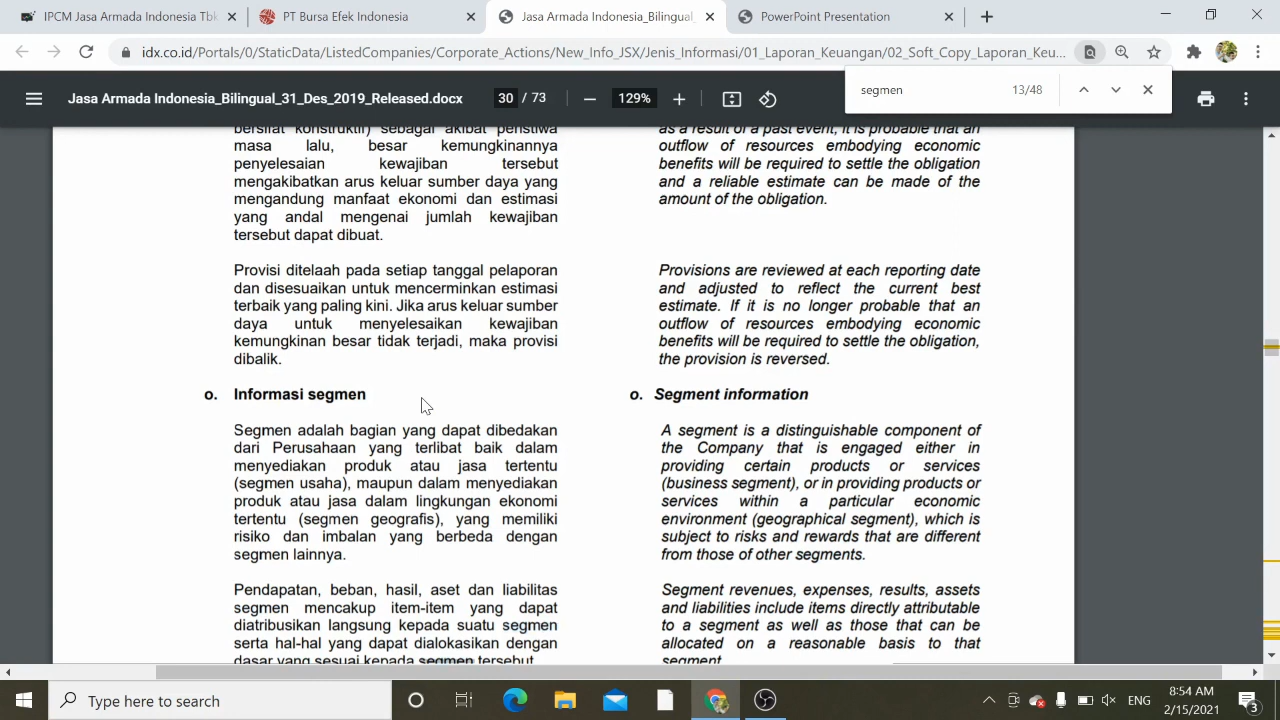 IPCM Jasa Armada Indonesia Tbk
PT Bursa Efek Indonesia
Jasa Armada Indonesia_Bilingual_
PowerPoint Presentation
idx.co.id/Portals/0/StaticData/ListedCompanies/Corporate_Actions/New_Info_JSX/Jenis_Informasi/01_Laporan_Keuangan/02_Soft_Copy_Laporan_Keu...
Jasa Armada Indonesia_Bilingual_31_Des_2019_Released.docx
30 / 73
129%
segmen
13/48
bersifat konstruktif) sebagai akibat peristiwa
masa lalu, besar kemungkinannya
penyelesaian kewajiban tersebut
mengakibatkan arus keluar sumber daya yang
mengandung manfaat ekonomi dan estimasi
yang andal mengenai jumlah kewajiban
tersebut dapat dibuat.
as a result of a past event, it is probable that an
outflow of resources embodying economic
benefits will be required to settle the obligation
and a reliable estimate can be made of the
amount of the obligation.
Provisi ditelaah pada setiap tanggal pelaporan
dan disesuaikan untuk mencerminkan estimasi
terbaik yang paling kini. Jika arus keluar sumber
daya untuk menyelesaikan kewajiban
kemungkinan besar tidak terjadi, maka provisi
dibalik.
Provisions are reviewed at each reporting date
and adjusted to reflect the current best
estimate. If it is no longer probable that an
outflow of resources embodying economic
benefits will be required to settle the obligation,
the provision is reversed.
o. Informasi segmen
o. Segment information
Segmen adalah bagian yang dapat dibedakan
dari Perusahaan yang terlibat baik dalam
menyediakan produk atau jasa tertentu
(segmen usaha), maupun dalam menyediakan
produk atau jasa dalam lingkungan ekonomi
tertentu (segmen geografis), yang memiliki
risiko dan imbalan yang berbeda dengan
segmen lainnya.
A segment is a distinguishable component of
the Company that is engaged either in
providing certain products or services
(business segment), or in providing products or
services within a particular economic
environment (geographical segment), which is
subject to risks and rewards that are different
from those of other segments.
Pendapatan, beban, hasil, aset dan liabilitas
segmen mencakup item-item yang dapat
diatribusikan langsung kepada suatu segmen
serta hal-hal yang dapat dialokasikan dengan
dasar yang sesuai kepada segmen tersebut
Segment revenues, expenses, results, assets
and liabilities include items directly attributable
to a segment as well as those that can be
allocated on a reasonable basis to that
segment
Type here to search
ENG
8:54 AM
2/15/2021
3